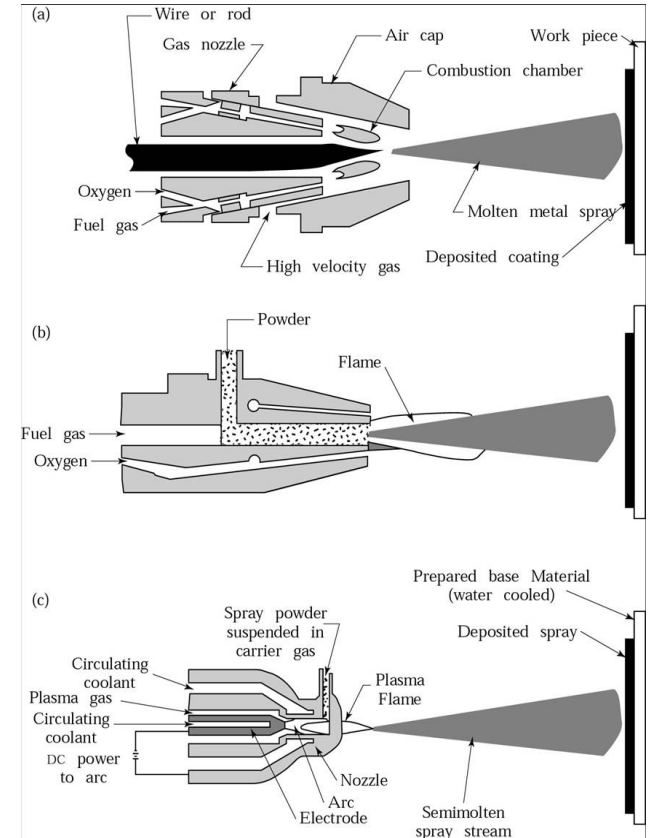 (a)
Wire or rod
Gas nozzle
Air cap
Work piece
Combustion chamber
Oxygen
Fuel gas
Molten metal spray
High velocity gas
Deposited coating
(b)
Powder
Flame
Fuel gas
Oxygen
(c)
Prepared base Material
(water cooled)
Deposited spray
Spray powder
suspended in
carrier gas
Circulating
coolant
Plasma gas
Circulating
coolant
DC power
to arc
Plasma
Flame
Nozzle
Arc
Electrode
Semimolten
spray stream